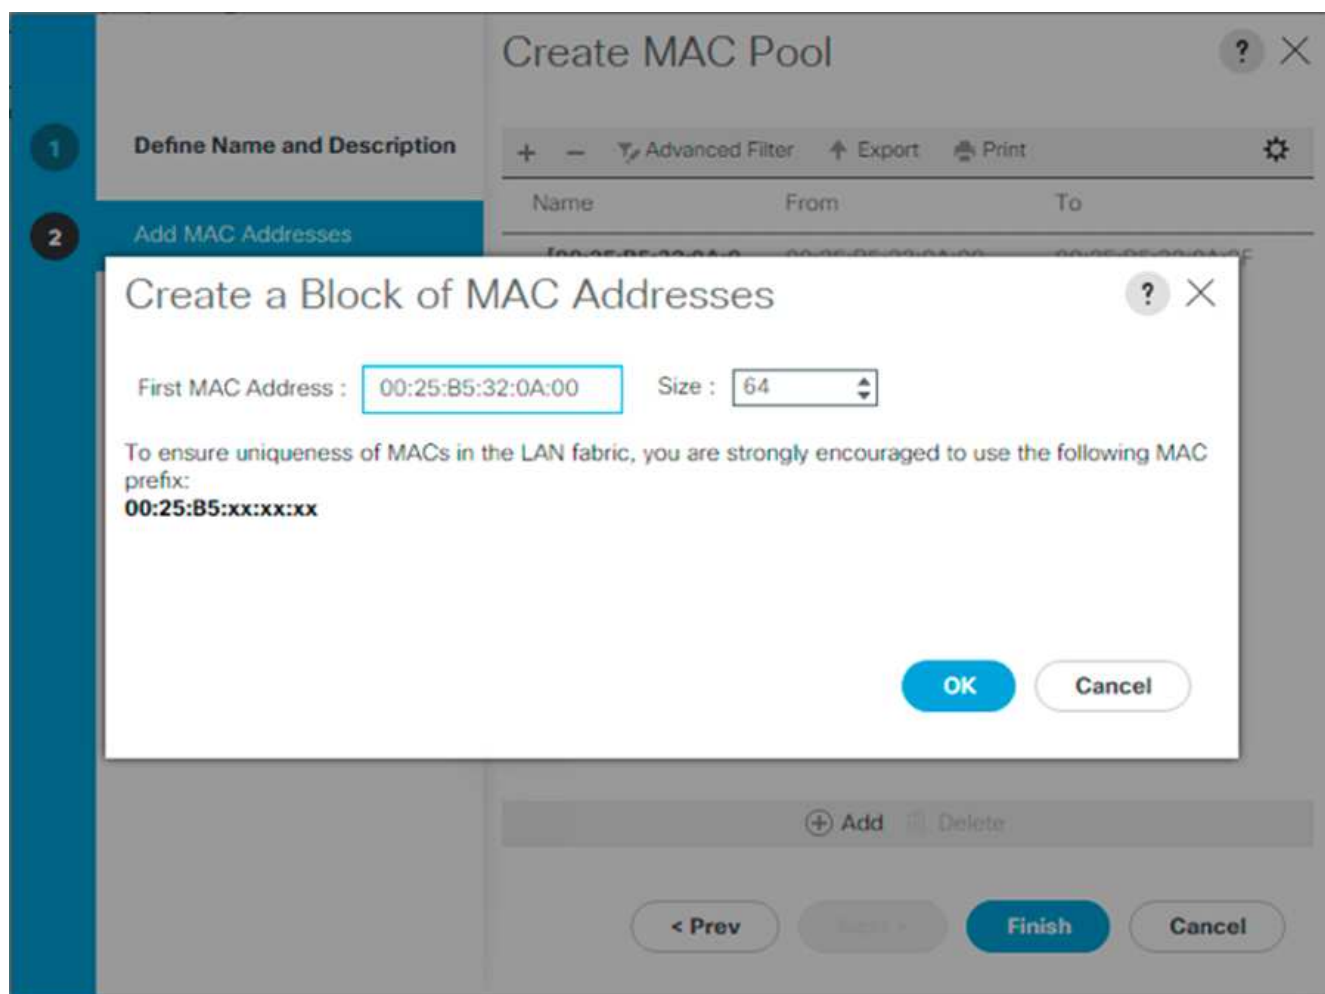 Create MAC Pool
?
1
Define Name and Description
+ − Advanced Filter Export Print
Name From To
2
Add MAC Addresses
Create a Block of MAC Addresses
?
First MAC Address : 00:25:B5:32:0A:00 Size : 64
To ensure uniqueness of MACs in the LAN fabric, you are strongly encouraged to use the following MAC
prefix:
00:25:B5:xx:xx:xx
OK Cancel
Add Delete
< Prev Finish Cancel